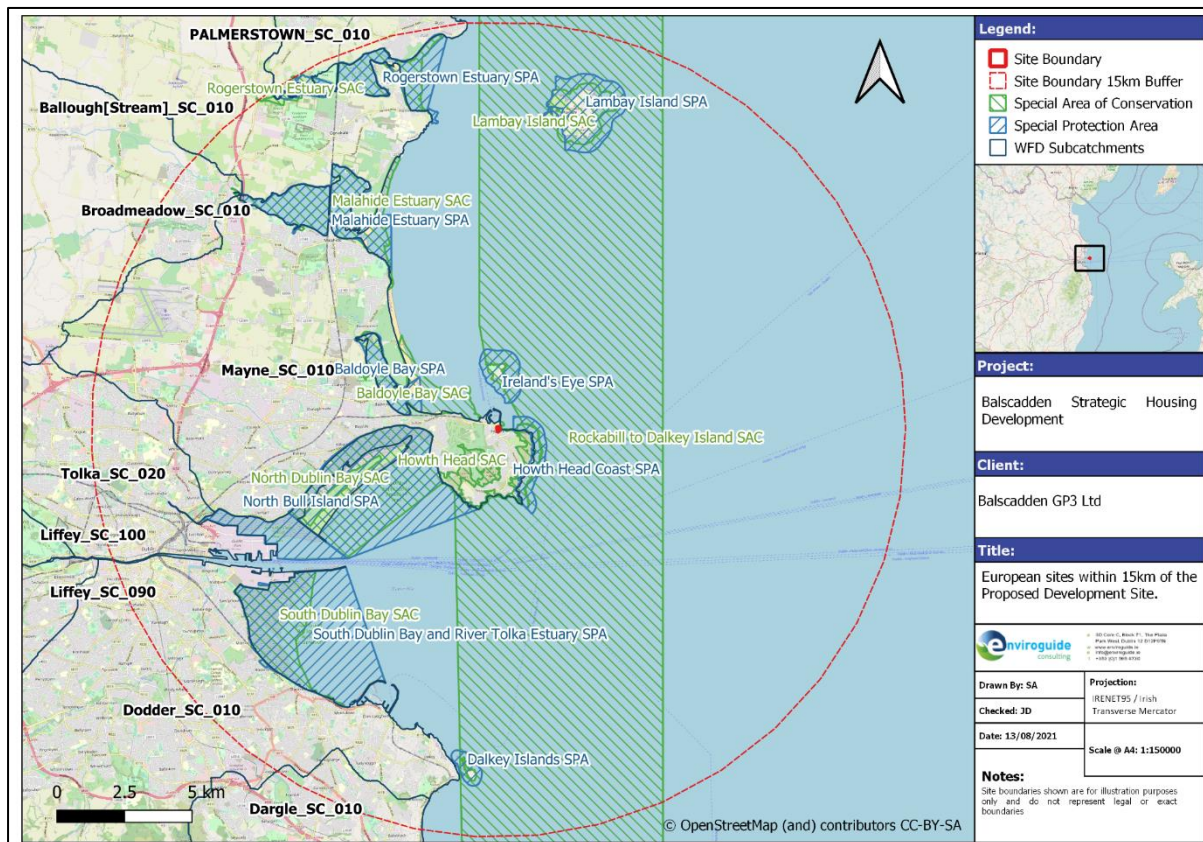 PALMERSTOWN_SC_010
Rogerstown Estuary SPA
Rogerstown Estuary SAC
Ballough[Stream]_SC_010
Lambay Island SPA
Lambay Island SAC
Malahide Estuary SAC
Broadmeadow_SC_010
Malahide Estuary SPA
Mayne_SC_010
Baldoyle Bay SPA
Ireland's Eye SPA
Baldoyle Bay SAC
Rockabill to Dalkey Island SAC
Howth Head SAC
Howth Head Coast SPA
Tolka_SC_020
North Dublin Bay SAC
North Bull Island SPA
Liffey_SC_100
Liffey_SC_090
South Dublin Bay SAC
South Dublin Bay and River Tolka Estuary SPA
Dodder_SC_010
Dalkey Islands SPA
Dargle_SC_010
0 2.5 5 km
© OpenStreetMap (and) contributors CC-BY-SA
Legend:
Site Boundary
Site Boundary 15km Buffer
Special Area of Conservation
Special Protection Area
WFD Subcatchments
Project:
Balscadden Strategic Housing
Development
Client:
Balscadden GP3 Ltd
Title:
European sites within 15km of the
Proposed Development Site.
enviroguide
consulting
Drawn By: SA
Checked: JD
Date: 13/08/2021
Projection:
IRENET95 / Irish
Transverse Mercator
Scale @ A4: 1:150000
Notes:
Site boundaries shown are for illustration purposes
only and do not represent legal or exact
boundaries